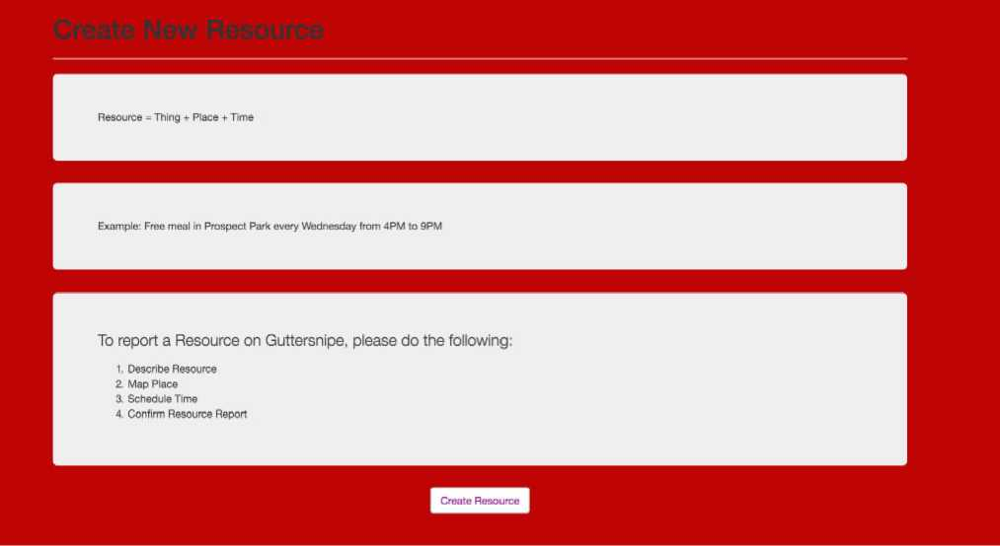 Create New Resource
Resource = Thing + Place + Time
Example: Free meal in Prospect Park every Wednesday from 4PM to 9PM
To report a Resource on Guttersnipe, please do the following:
1. Describe Resource
2. Map Place
3. Schedule Time
4. Confirm Resource Report
Create Resource